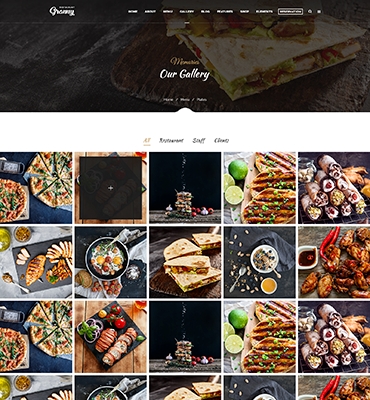 Granny
HOME ABOUT MENU GALLERY BLOG FEATURES SHOP ELEMENTS RESERVATION
Memories
Our Gallery
Home / Menu / Plates
All Restaurant Staff Clients